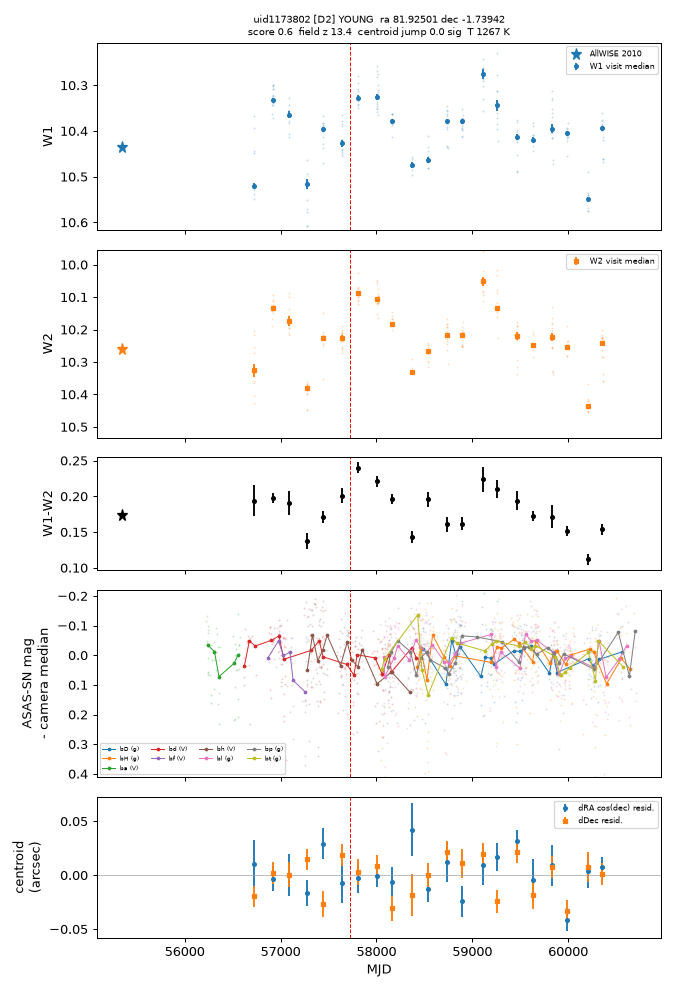 uid1173802 [D2] YOUNG ra 81.92501 dec -1.73942
score 0.6 field z 13.4 centroid jump 0.0 sig T 1267 K
AllWISE 2010
W1 visit median
W1
10.3
10.4
10.5
10.6
W2 visit median
W2
10.0
10.1
10.2
10.3
10.4
10.5
W1-W2
0.25
0.20
0.15
0.10
ASAS-SN mag
- camera median
−0.2
−0.1
0.0
0.1
0.2
0.3
0.4
bD (g)
bH (g)
ba (V)
bd (V)
bf (V)
bh (V)
bl (g)
bp (g)
bt (g)
dRA cos(dec) resid.
dDec resid.
centroid
(arcsec)
0.05
0.00
−0.05
56000
57000
58000
59000
60000
MJD